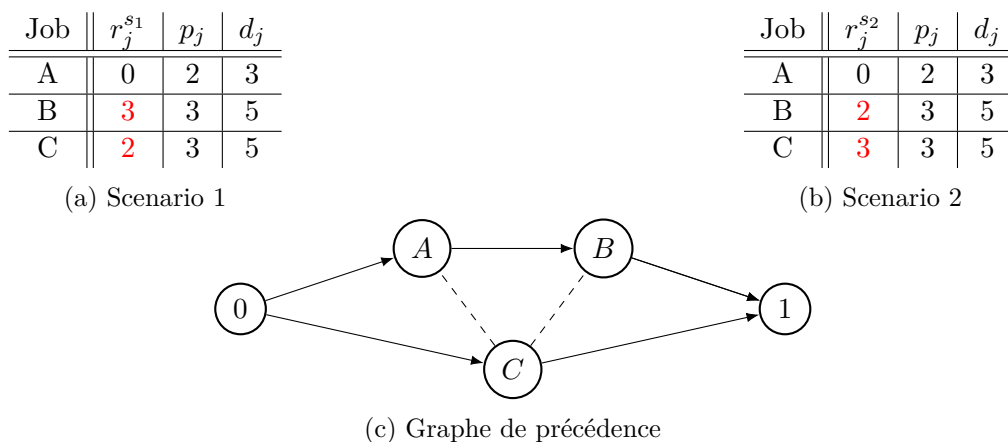 Job $r_j^{s_1}$ $p_j$ $d_j$
A 0 2 3
B 3 3 5
C 2 3 5
(a) Scenario 1
Job $r_j^{s_2}$ $p_j$ $d_j$
A 0 2 3
B 2 3 5
C 3 3 5
(b) Scenario 2
A B
0 1
C
(c) Graphe de précédence